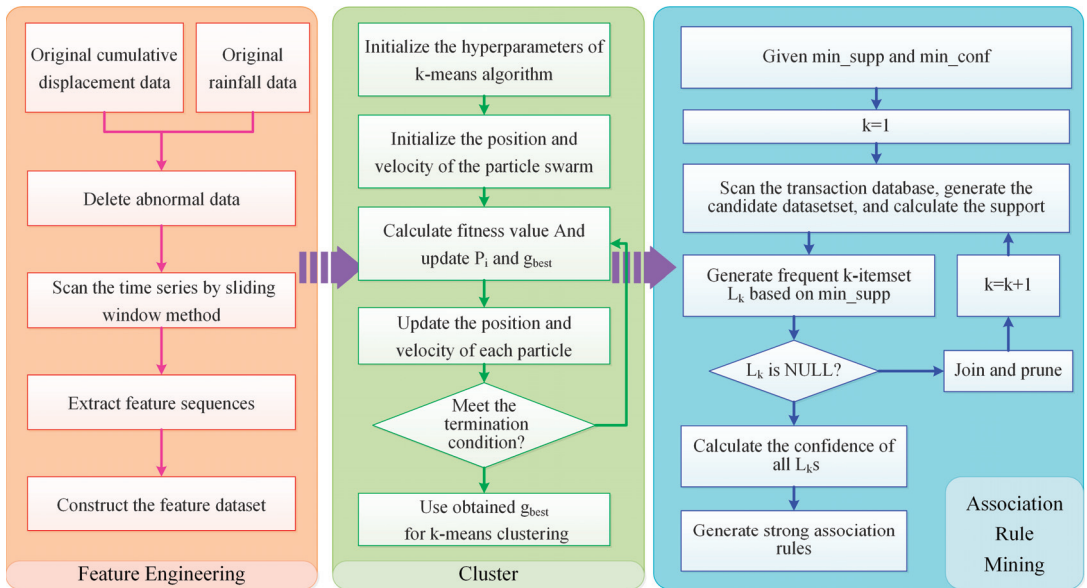 Original cumulative
displacement data
Original
rainfall data
Delete abnormal data
Scan the time series by sliding
window method
Extract feature sequences
Construct the feature dataset
Feature Engineering
Initialize the hyperparameters of
k-means algorithm
Initialize the position and
velocity of the particle swarm
Calculate fitness value And
update Pi and gbest
Update the position and
velocity of each particle
Meet the
termination
condition?
Use obtained gbest
for k-means clustering
Cluster
Given min_supp and min_conf
k=1
Scan the transaction database, generate the
candidate datasetset, and calculate the support
Generate frequent k-itemset
Lk based on min_supp
k=k+1
Lk is NULL?
Join and prune
Calculate the confidence of
all Lks
Generate strong association
rules
Association
Rule
Mining